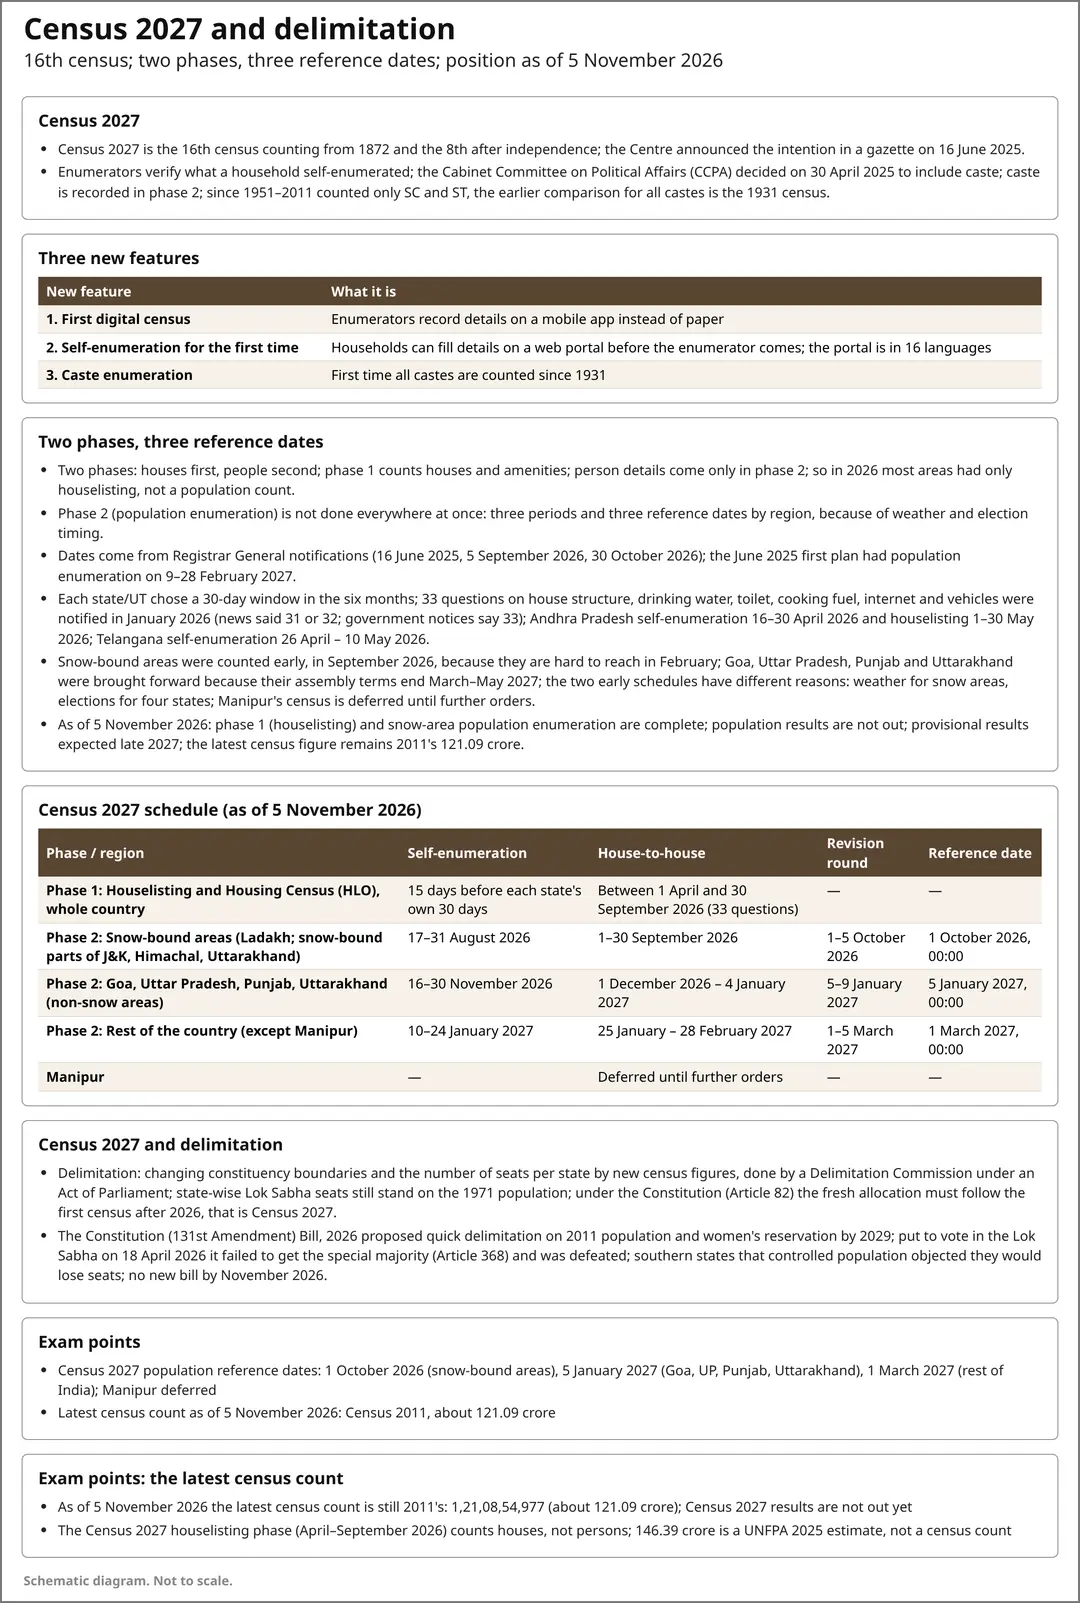 Census 2027 and delimitation
16th census; two phases, three reference dates; position as of 5 November 2026
Census 2027
• Census 2027 is the 16th census counting from 1872 and the 8th after independence; the Centre announced the intention in a gazette on 16 June 2025.
• Enumerators verify what a household self-enumerated; the Cabinet Committee on Political Affairs (CCPA) decided on 30 April 2025 to include caste; caste
is recorded in phase 2; since 1951–2011 counted only SC and ST, the earlier comparison for all castes is the 1931 census.
Three new features
New feature What it is
1. First digital census Enumerators record details on a mobile app instead of paper
2. Self-enumeration for the first time Households can fill details on a web portal before the enumerator comes; the portal is in 16 languages
3. Caste enumeration First time all castes are counted since 1931
Two phases, three reference dates
• Two phases: houses first, people second; phase 1 counts houses and amenities; person details come only in phase 2; so in 2026 most areas had only
houselisting, not a population count.
• Phase 2 (population enumeration) is not done everywhere at once: three periods and three reference dates by region, because of weather and election
timing.
• Dates come from Registrar General notifications (16 June 2025, 5 September 2026, 30 October 2026); the June 2025 first plan had population
enumeration on 9–28 February 2027.
• Each state/UT chose a 30-day window in the six months; 33 questions on house structure, drinking water, toilet, cooking fuel, internet and vehicles were
notified in January 2026 (news said 31 or 32; government notices say 33); Andhra Pradesh self-enumeration 16–30 April 2026 and houselisting 1–30 May
2026; Telangana self-enumeration 26 April – 10 May 2026.
• Snow-bound areas were counted early, in September 2026, because they are hard to reach in February; Goa, Uttar Pradesh, Punjab and Uttarakhand
were brought forward because their assembly terms end March–May 2027; the two early schedules have different reasons: weather for snow areas,
elections for four states; Manipur's census is deferred until further orders.
• As of 5 November 2026: phase 1 (houselisting) and snow-area population enumeration are complete; population results are not out; provisional results
expected late 2027; the latest census figure remains 2011's 121.09 crore.
Census 2027 schedule (as of 5 November 2026)
Phase / region Self-enumeration House-to-house Revision round Reference date
Phase 1: Houselisting and Housing Census (HLO), 15 days before each state's Between 1 April and 30 — —
whole country own 30 days September 2026 (33 questions)
Phase 2: Snow-bound areas (Ladakh; snow-bound 17–31 August 2026 1–30 September 2026 1–5 October 1 October 2026,
parts of J&K, Himachal, Uttarakhand) 2026 00:00
Phase 2: Goa, Uttar Pradesh, Punjab, Uttarakhand 16–30 November 2026 1 December 2026 – 4 January 5–9 January 5 January 2027,
(non-snow areas) 2027 2027 00:00
Phase 2: Rest of the country (except Manipur) 10–24 January 2027 25 January – 28 February 2027 1–5 March 1 March 2027,
2027 00:00
Manipur — Deferred until further orders — —
Census 2027 and delimitation
• Delimitation: changing constituency boundaries and the number of seats per state by new census figures, done by a Delimitation Commission under an
Act of Parliament; state-wise Lok Sabha seats still stand on the 1971 population; under the Constitution (Article 82) the fresh allocation must follow the
first census after 2026, that is Census 2027.
• The Constitution (131st Amendment) Bill, 2026 proposed quick delimitation on 2011 population and women's reservation by 2029; put to vote in the Lok
Sabha on 18 April 2026 it failed to get the special majority (Article 368) and was defeated; southern states that controlled population objected they would
lose seats; no new bill by November 2026.
Exam points
• Census 2027 population reference dates: 1 October 2026 (snow-bound areas), 5 January 2027 (Goa, UP, Punjab, Uttarakhand), 1 March 2027 (rest of
India); Manipur deferred
• Latest census count as of 5 November 2026: Census 2011, about 121.09 crore
Exam points: the latest census count
• As of 5 November 2026 the latest census count is still 2011's: 1,21,08,54,977 (about 121.09 crore); Census 2027 results are not out yet
• The Census 2027 houselisting phase (April–September 2026) counts houses, not persons; 146.39 crore is a UNFPA 2025 estimate, not a census count
Schematic diagram. Not to scale.